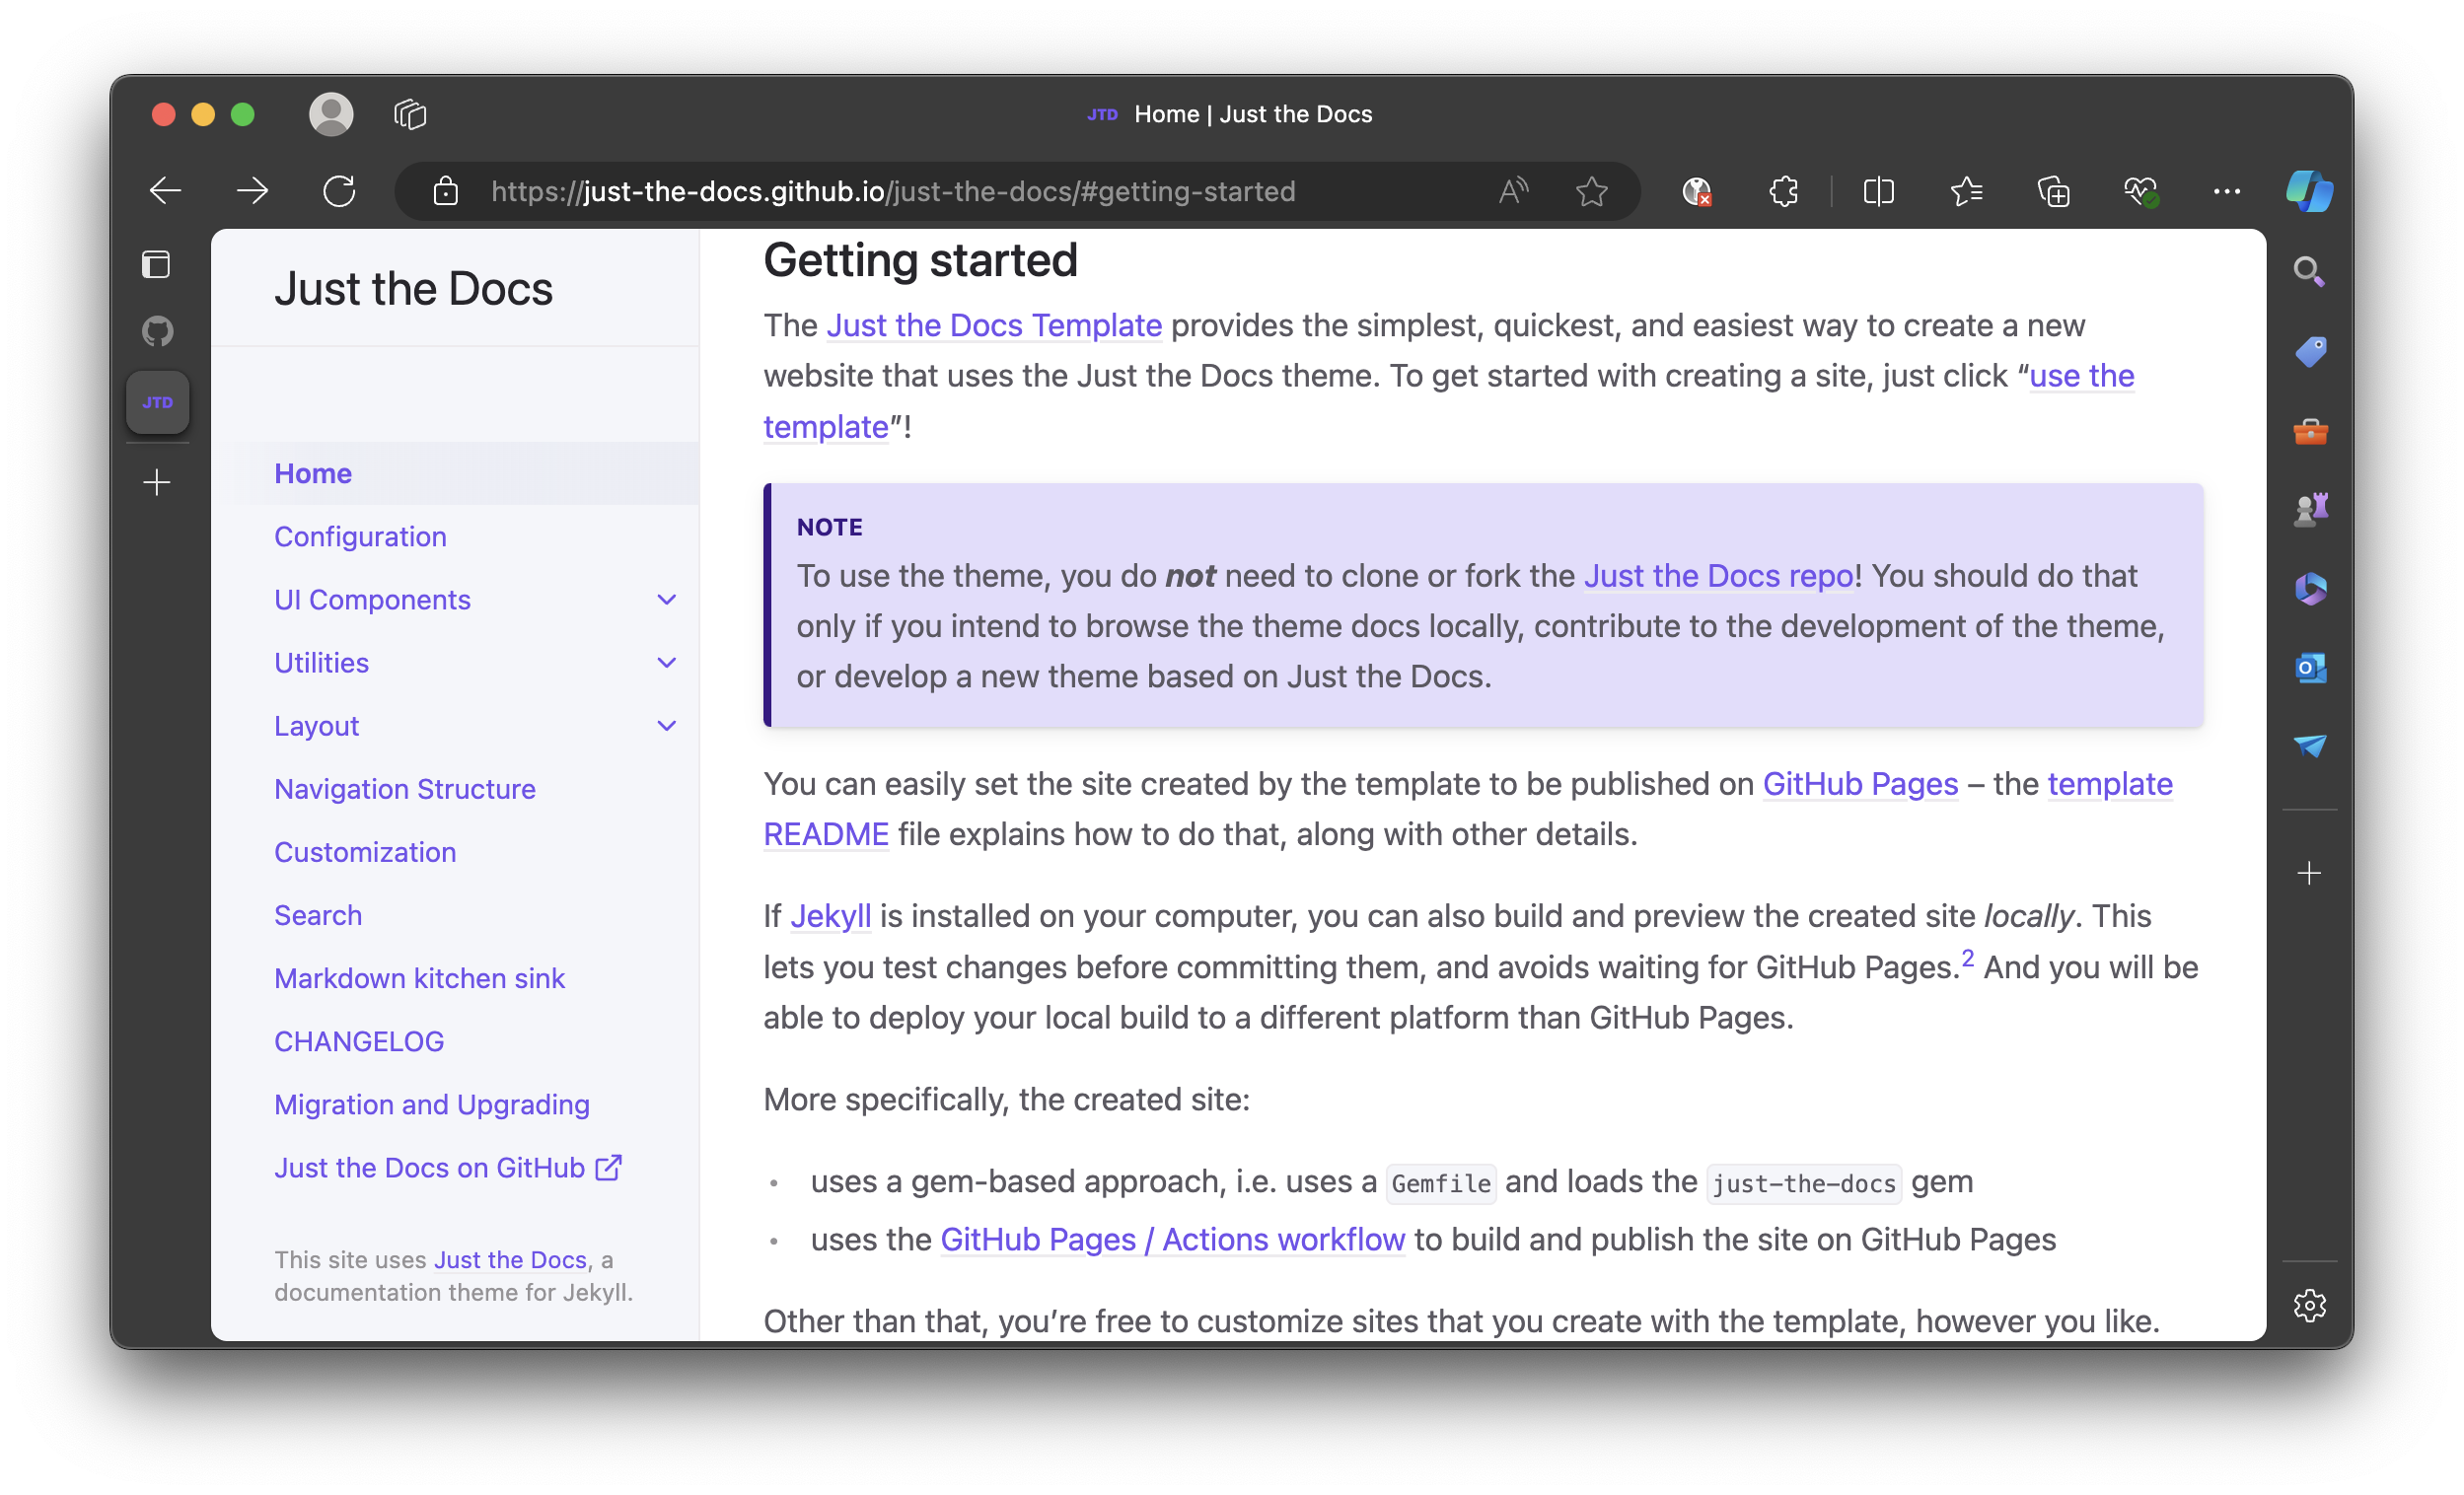 JTD Home | Just the Docs
https://just-the-docs.github.io/just-the-docs/#getting-started
JTD
Just the Docs
Home
Configuration
UI Components
Utilities
Layout
Navigation Structure
Customization
Search
Markdown kitchen sink
CHANGELOG
Migration and Upgrading
Just the Docs on GitHub
This site uses Just the Docs, a
documentation theme for Jekyll.
Getting started
The Just the Docs Template provides the simplest, quickest, and easiest way to create a new
website that uses the Just the Docs theme. To get started with creating a site, just click “use the
template”!
NOTE
To use the theme, you do not need to clone or fork the Just the Docs repo! You should do that
only if you intend to browse the theme docs locally, contribute to the development of the theme,
or develop a new theme based on Just the Docs.
You can easily set the site created by the template to be published on GitHub Pages – the template
README file explains how to do that, along with other details.
If Jekyll is installed on your computer, you can also build and preview the created site locally. This
lets you test changes before committing them, and avoids waiting for GitHub Pages.2 And you will be
able to deploy your local build to a different platform than GitHub Pages.
More specifically, the created site:
• uses a gem-based approach, i.e. uses a Gemfile and loads the just-the-docs gem
• uses the GitHub Pages / Actions workflow to build and publish the site on GitHub Pages
Other than that, you’re free to customize sites that you create with the template, however you like.